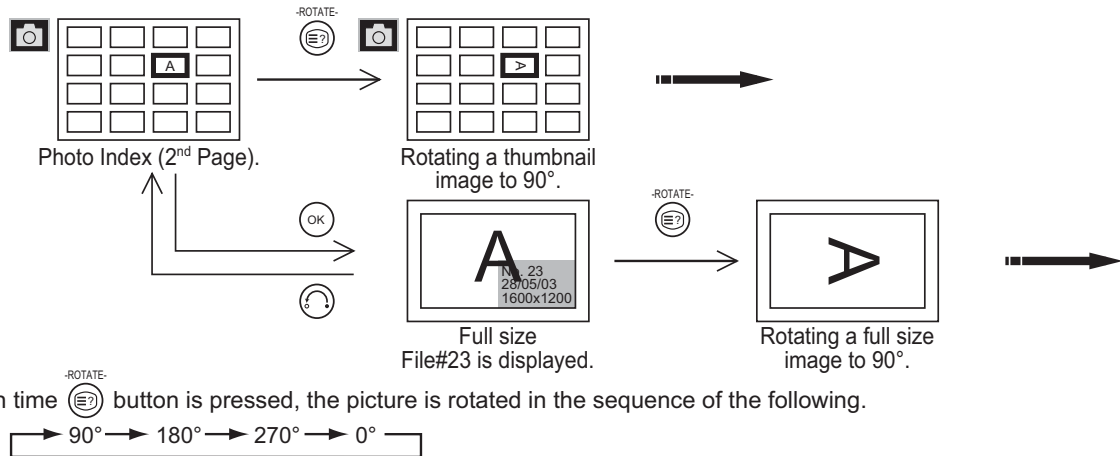 -ROTATE-
A
A
Photo Index (2nd Page).
Rotating a thumbnail
image to 90°.
OK
A
No. 23
28/05/03
1600x1200
-ROTATE-
A
Full size
File#23 is displayed.
Rotating a full size
image to 90°.
-ROTATE-
time button is pressed, the picture is rotated in the sequence of the following.
90° 180° 270° 0°